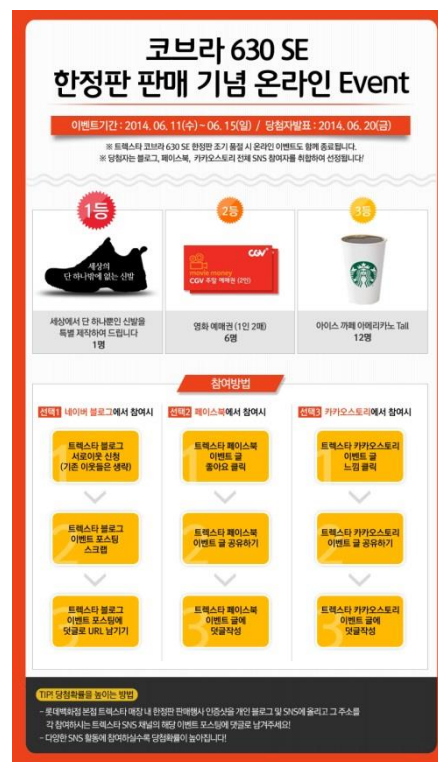 코브라 630 SE
한정판 판매 기념 온라인 Event
이벤트기간 : 2014. 06. 11(수) ~ 06. 15(일) / 당첨자발표 : 2014. 06. 20(금)
※ 트렉스타 코브라 630 SE 한정판 조기 품절 시 온라인 이벤트도 함께 종료됩니다.
※ 당첨자는 블로그, 페이스북, 카카오스토리 전체 SNS 참여자를 취합하여 선정됩니다!
1등
세상의
단 하나밖에 없는 신발
세상에서 단 하나뿐인 신발을
특별 제작하여 드립니다
1명
2등
CGV
movie money
CGV 주말 예매권 (2인)
영화 예매권 (1인 2매)
6명
3등
아이스 까페 아메리카노 Tall
12명
참여방법
선택1 네이버 블로그에서 참여시
트렉스타 블로그
서로이웃 신청
(기존 이웃들은 생략)
2
트렉스타 블로그
이벤트 포스팅
스크랩
3
트렉스타 블로그
이벤트 포스팅에
댓글로 URL 남기기
선택2 페이스북에서 참여시
1
트렉스타 페이스북
이벤트 글
좋아요 클릭
2
트렉스타 페이스북
이벤트 글 공유하기
3
트렉스타 페이스북
이벤트 글에
댓글작성
선택3 카카오스토리에서 참여시
1
트렉스타 카카오스토리
이벤트 글
느낌 클릭
2
트렉스타 카카오스토리
이벤트 글 공유하기
3
트렉스타 카카오스토리
이벤트 글에
댓글작성
TIP! 당첨확률을 높이는 방법
- 롯데백화점 본점 트렉스타 매장 내 한정판 판매행사 인증샷을 개인 블로그 및 SNS에 올리고 그 주소를
각 참여하시는 트렉스타 SNS 채널의 해당 이벤트 포스팅에 댓글로 남겨주세요!
- 다양한 SNS 활동에 참여하실수록 당첨확률이 높아집니다!